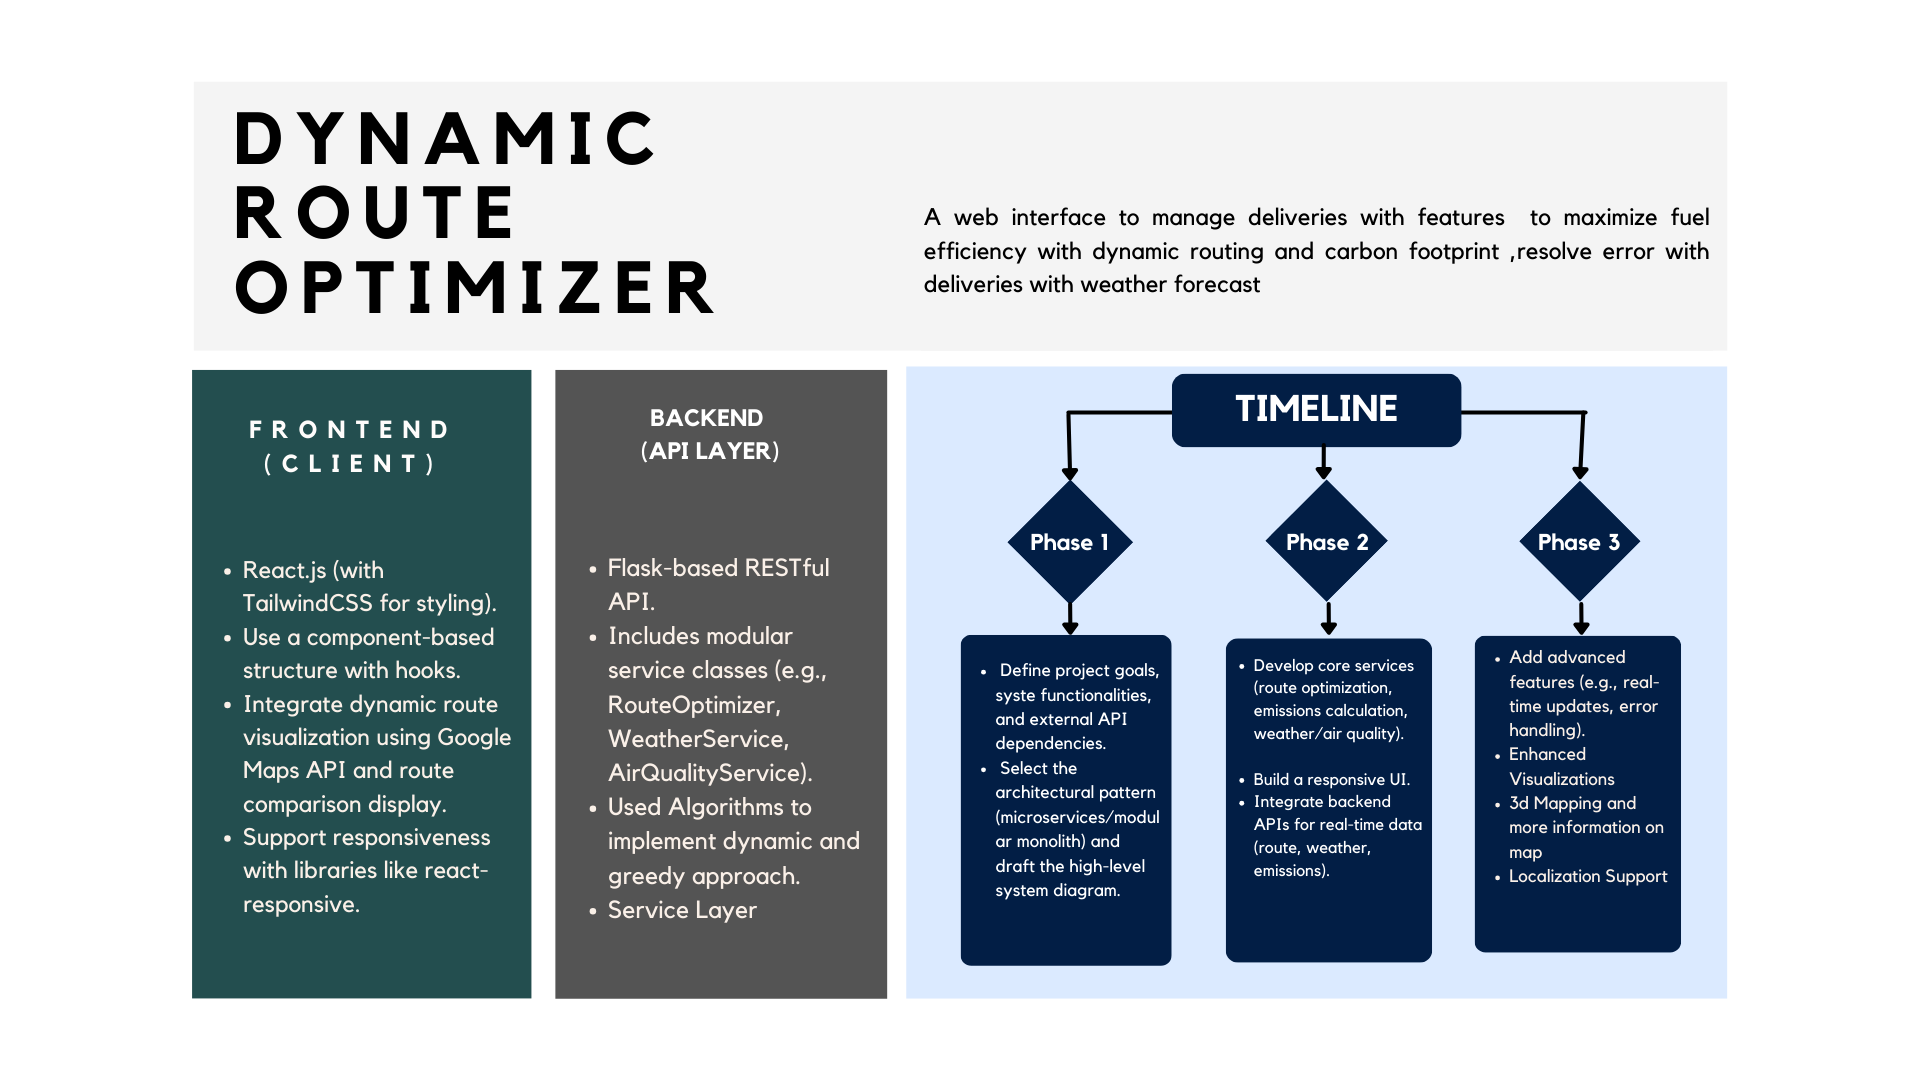 DYNAMIC
ROUTE
OPTIMIZER
A web interface to manage deliveries with features to maximize fuel
efficiency with dynamic routing and carbon footprint ,resolve error with
deliveries with weather forecast
FRONTEND
(CLIENT)
• React.js (with
TailwindCSS for styling).
• Use a component-based
structure with hooks.
• Integrate dynamic route
visualization using Google
Maps API and route
comparison display.
• Support responsiveness
with libraries like react-
responsive.
BACKEND
(API LAYER)
• Flask-based RESTful
API.
• Includes modular
service classes (e.g.,
RouteOptimizer,
WeatherService,
AirQualityService).
• Used Algorithms to
implement dynamic and
greedy approach.
• Service Layer
TIMELINE
Phase 1
• Define project goals,
syste functionalities,
and external API
dependencies.
• Select the
architectural pattern
(microservices/modul
ar monolith) and
draft the high-level
system diagram.
Phase 2
• Develop core services
(route optimization,
emissions calculation,
weather/air quality).
• Build a responsive UI.
• Integrate backend
APIs for real-time data
(route, weather,
emissions).
Phase 3
• Add advanced
features (e.g., real-
time updates, error
handling).
• Enhanced
Visualizations
• 3d Mapping and
more information on
map
• Localization Support